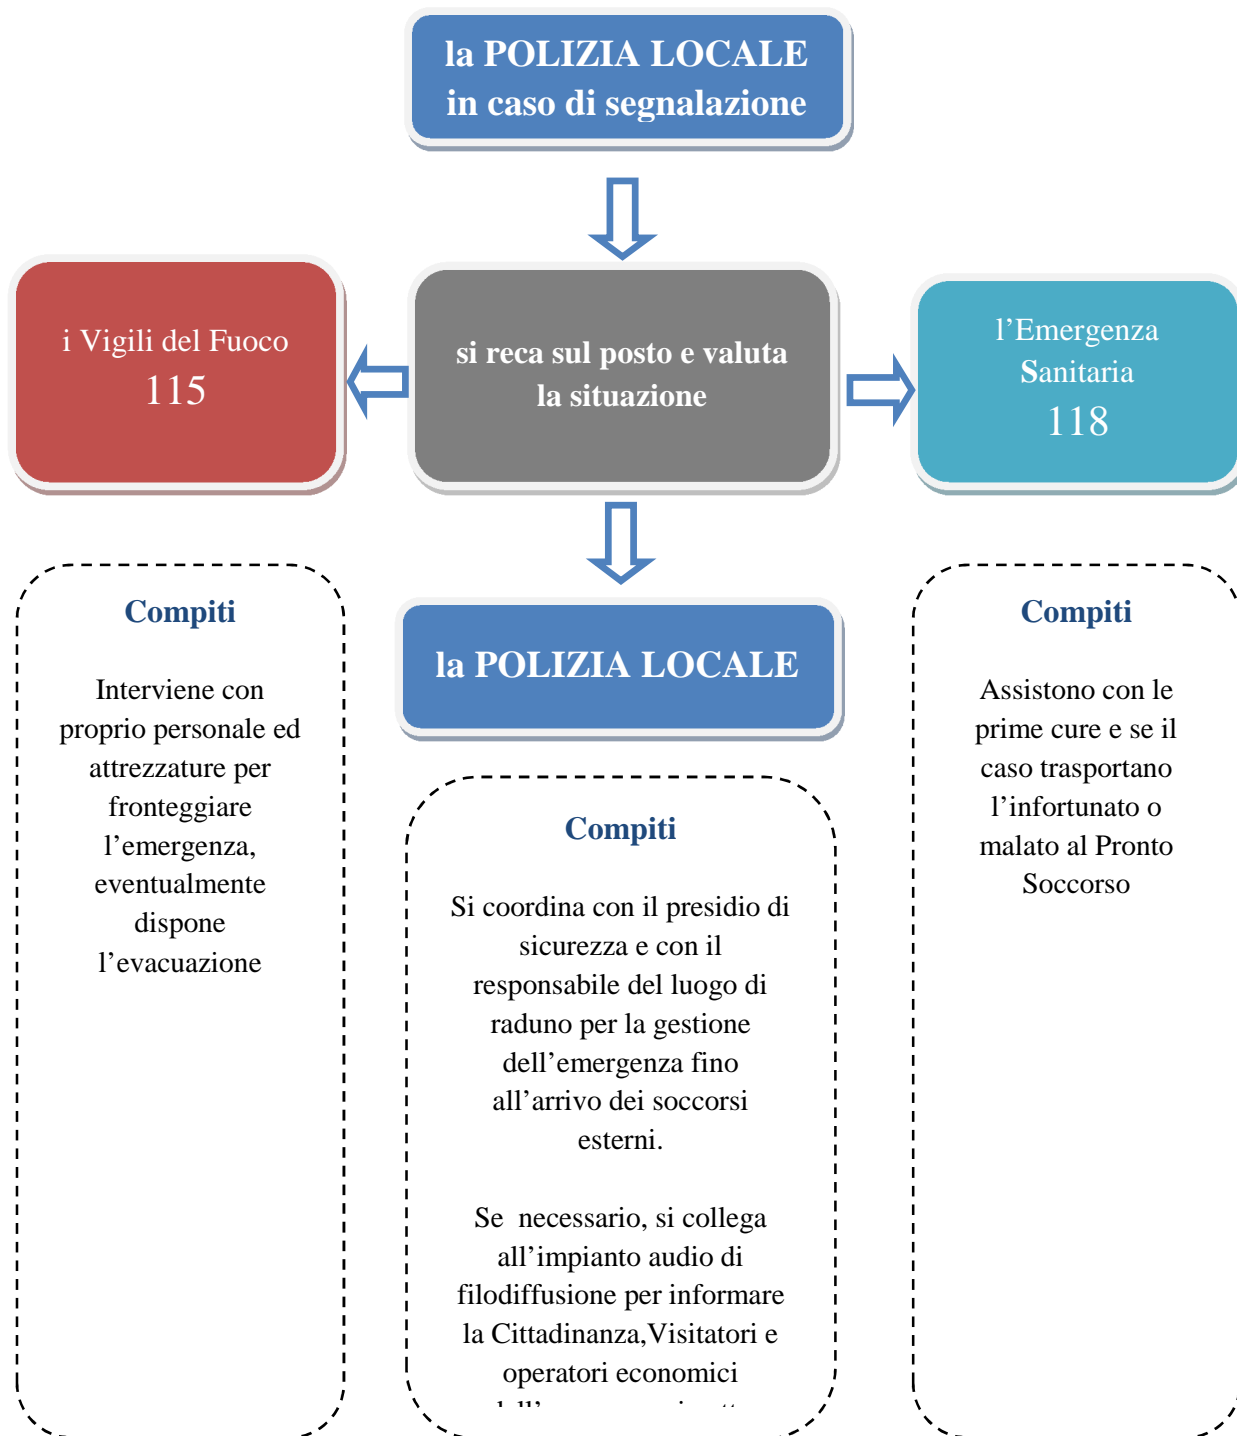 la POLIZIA LOCALE
in caso di segnalazione
i Vigili del Fuoco
115
si reca sul posto e valuta
la situazione
l’Emergenza
Sanitaria
118
Compiti
Interviene con
proprio personale ed
attrezzature per
fronteggiare
l’emergenza,
eventualmente
dispone
l’evacuazione
la POLIZIA LOCALE
Compiti
Si coordina con il presidio di
sicurezza e con il
responsabile del luogo di
raduno per la gestione
dell’emergenza fino
all’arrivo dei soccorsi
esterni.
Se  necessario, si collega
all’impianto audio di
filodiffusione per informare
la Cittadinanza,Visitatori e
operatori economici
Compiti
Assistono con le
prime cure e se il
caso trasportano
l’infortunato o
malato al Pronto
Soccorso